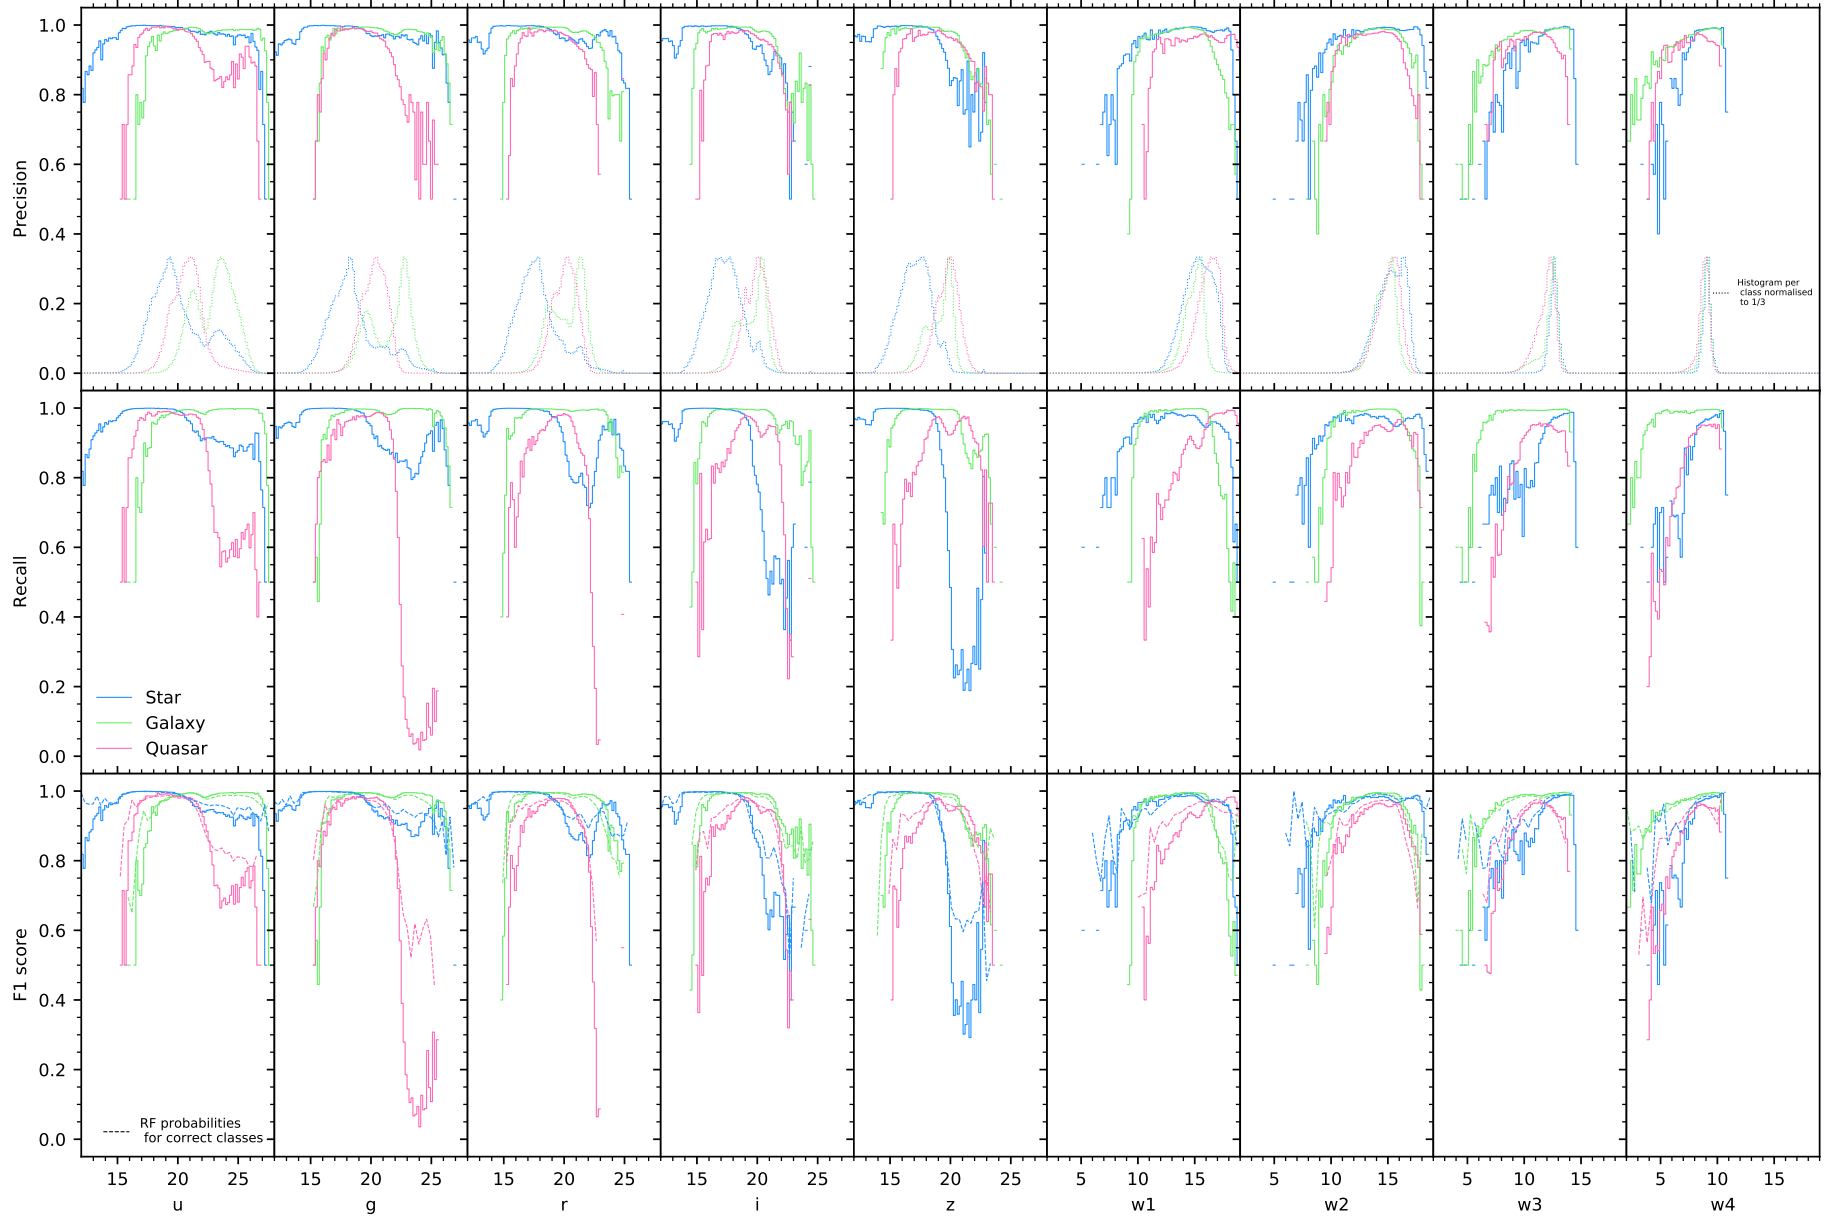 1.0
0.8
0.6
0.4
0.2
0.0
Precision
Histogram per
class normalised
to 1/3
1.0
0.8
0.6
0.4
0.2
0.0
Recall
Star
Galaxy
Quasar
1.0
0.8
0.6
0.4
0.2
0.0
F1 score
RF probabilities
for correct classes
15 20 25 15 20 25 15 20 25 15 20 25 15 20 25 5 10 15 5 10 15 5 10 15 5 10 15
u g r i z w1 w2 w3 w4